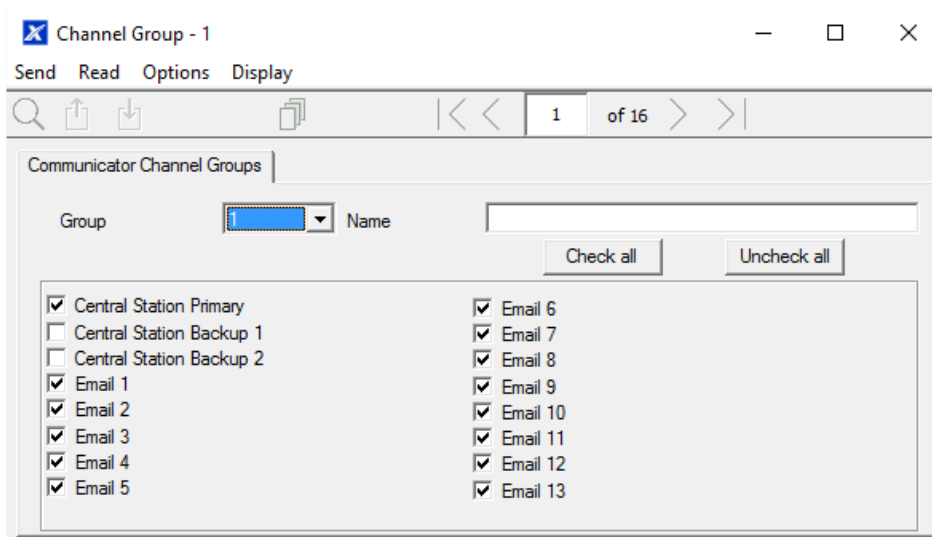 Channel Group - 1
Send Read Options Display
1 of 16
Communicator Channel Groups
Group 1 Name
Check all Uncheck all
Central Station Primary
Central Station Backup 1
Central Station Backup 2
Email 1
Email 2
Email 3
Email 4
Email 5
Email 6
Email 7
Email 8
Email 9
Email 10
Email 11
Email 12
Email 13